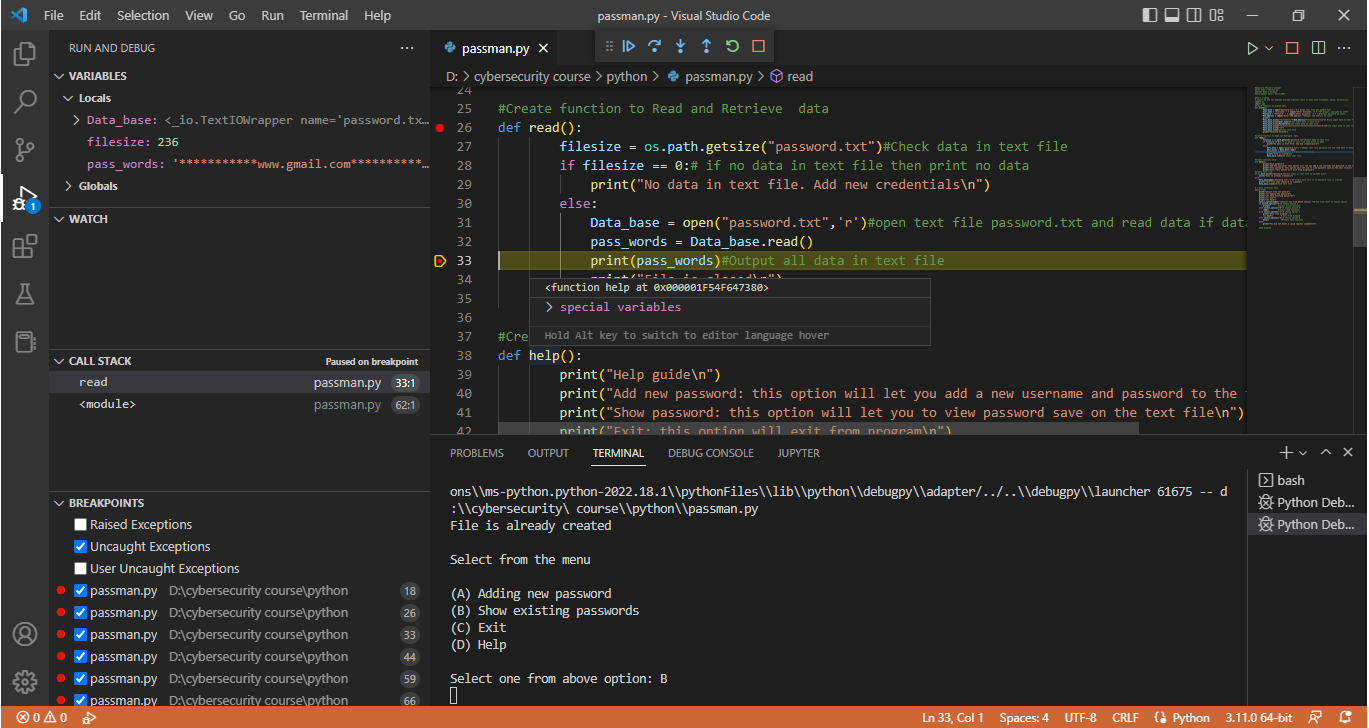 File Edit Selection View Go Run Terminal Help
passman.py - Visual Studio Code
RUN AND DEBUG
VARIABLES
Locals
Data_base: <_io.TextIOWrapper name='password.tx...
filesize: 236
pass_words: '***********www.gmail.com**********...
Globals
WATCH
1
CALL STACK Paused on breakpoint
read passman.py 33:1
<module> passman.py 62:1
BREAKPOINTS
Raised Exceptions
Uncaught Exceptions
User Uncaught Exceptions
passman.py D:\cybersecurity course\python 18
passman.py D:\cybersecurity course\python 26
passman.py D:\cybersecurity course\python 33
passman.py D:\cybersecurity course\python 44
passman.py D:\cybersecurity course\python 59
passman.py D:\cybersecurity course\python 66
passman.py
D: > cybersecurity course > python > passman.py > read
24
25 #Create function to Read and Retrieve  data
26 def read():
27 filesize = os.path.getsize("password.txt")#Check data in text file
28 if filesize == 0:# if no data in text file then print no data
29 print("No data in text file. Add new credentials\n")
30 else:
31 Data_base = open("password.txt",'r')#open text file password.txt and read data if dat
32 pass_words = Data_base.read()
33 print(pass_words)#Output all data in text file
34 print("File is closed\n")
35
<function help at 0x000001F54F647380>
special variables
Hold Alt key to switch to editor language hover
36
37 #Cre
38 def help():
39 print("Help guide\n")
40 print("Add new password: this option will let you add a new username and password to the
41 print("Show password: this option will let you to view password save on the text file\n")
42 print("Exit: this option will exit from program\n")
PROBLEMS OUTPUT TERMINAL DEBUG CONSOLE JUPYTER
ons\\ms-python.python-2022.18.1\\pythonFiles\\lib\\python\\debugpy\\adapter/../..\\debugpy\\launcher 61675 -- d
:\\cybersecurity\ course\\python\\passman.py
File is already created
Select from the menu
(A) Adding new password
(B) Show existing passwords
(C) Exit
(D) Help
Select one from above option: B
bash
Python Deb...
Python Deb...
0 0
Ln 33, Col 1 Spaces: 4 UTF-8 CRLF Python 3.11.0 64-bit